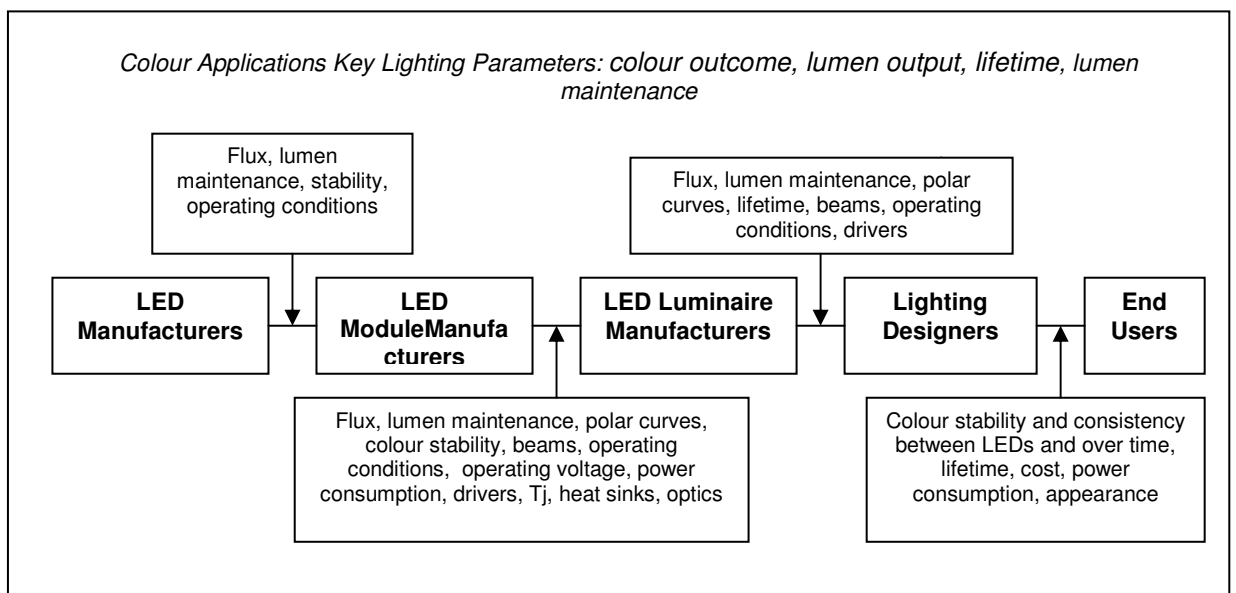 Colour Applications Key Lighting Parameters: colour outcome, lumen output, lifetime, lumen
maintenance
Flux, lumen
maintenance, stability,
operating conditions
Flux, lumen maintenance, polar
curves, lifetime, beams, operating
conditions, drivers
LED
Manufacturers
LED
ModuleManufa
cturers
LED Luminaire
Manufacturers
Lighting
Designers
End
Users
Flux, lumen maintenance, polar curves,
colour stability, beams, operating
conditions, operating voltage, power
consumption, drivers, Tj, heat sinks, optics
Colour stability and consistency
between LEDs and over time,
lifetime, cost, power
consumption, appearance